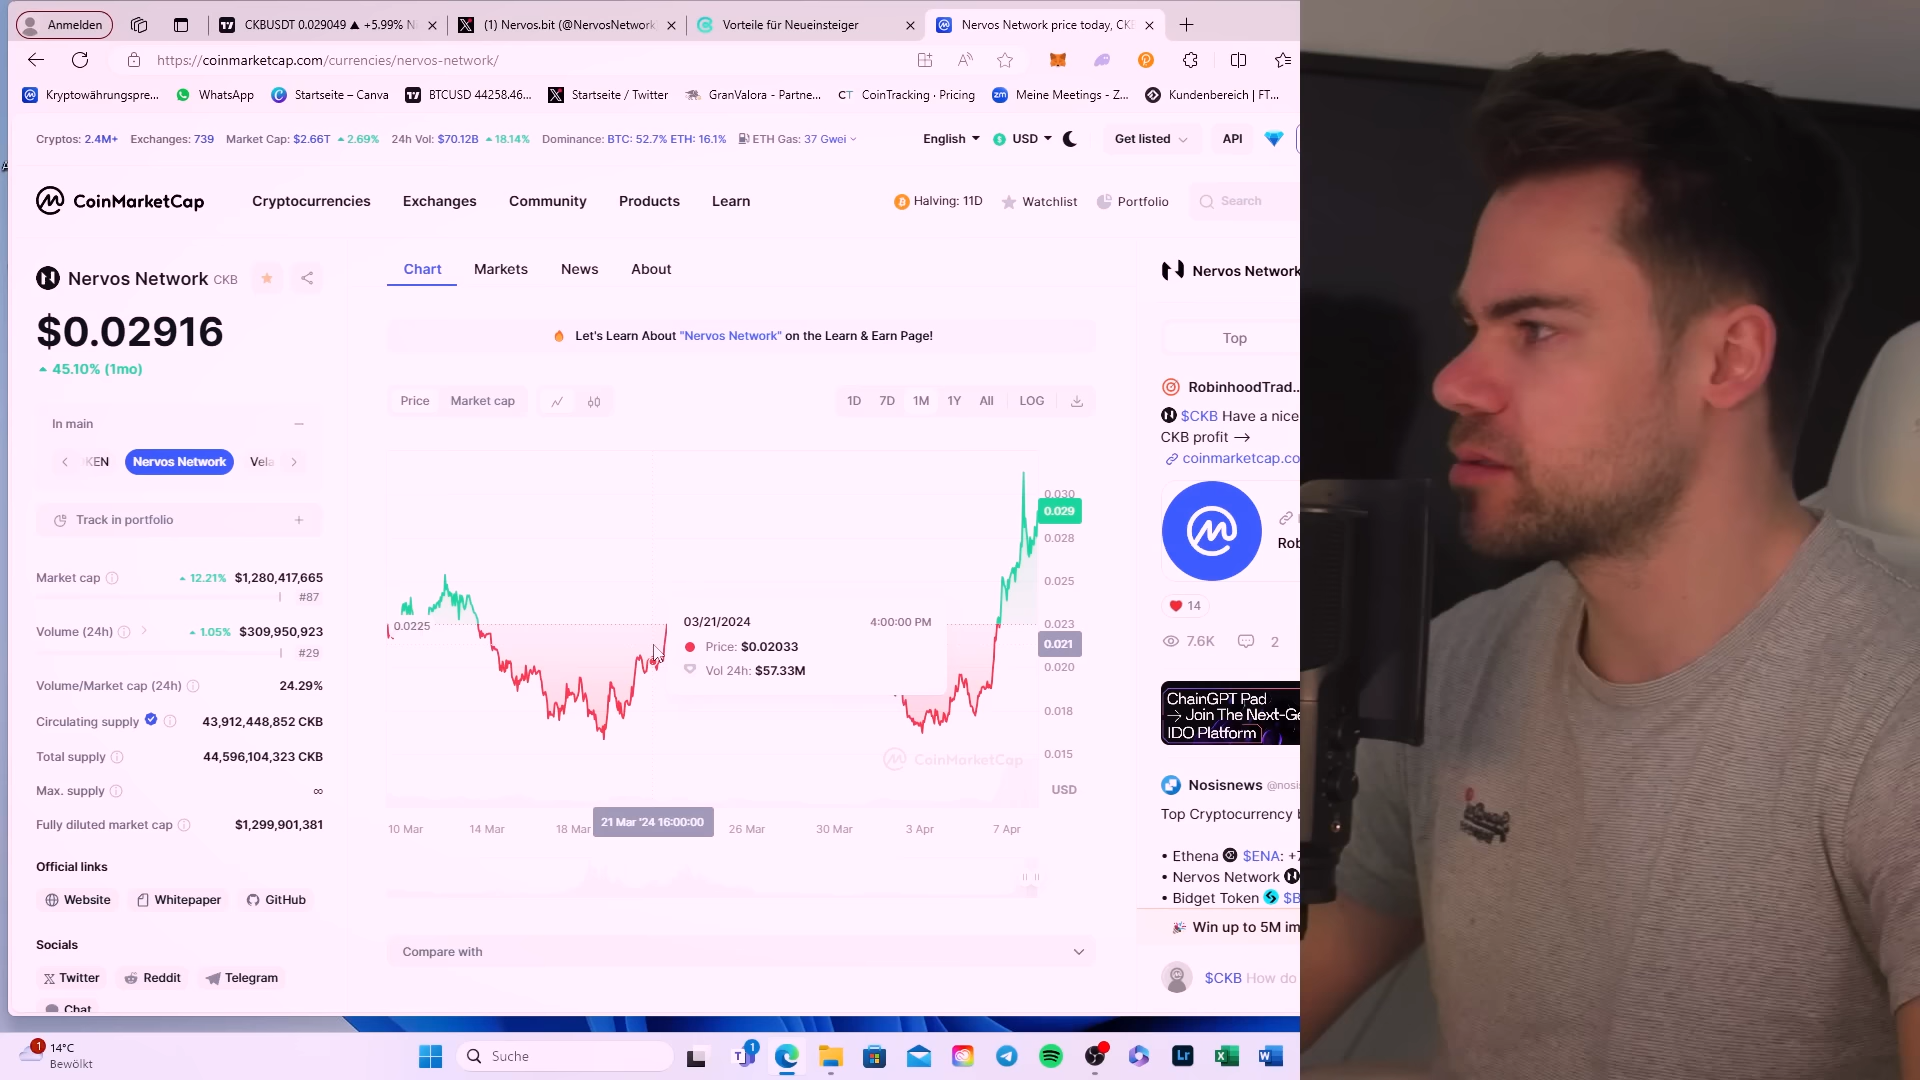 Anmelden
CKBUSDT 0.029049 ▲ +5.99% N
(1) Nervos.bit (@NervosNetwork
Vorteile für Neueinsteiger
Nervos Network price today, CKB
https://coinmarketcap.com/currencies/nervos-network/
Kryptowährungspre...
WhatsApp
Startseite – Canva
BTCUSD 44258.46...
Startseite / Twitter
GranValora - Partne...
CT CoinTracking · Pricing
zm Meine Meetings - Z...
Kundenbereich | FT...
Cryptos: 2.4M+ Exchanges: 739 Market Cap: $2.66T 2.69% 24h Vol: $70.12B 18.14% Dominance: BTC: 52.7% ETH: 16.1% ETH Gas: 37 Gwei
English USD Get listed API
CoinMarketCap
Cryptocurrencies Exchanges Community Products Learn
Halving: 11D Watchlist Portfolio Search
Nervos Network CKB
$0.02916
45.10% (1mo)
In main
KEN Nervos Network Vela
Track in portfolio
Market cap 12.21% $1,280,417,665
#87
Volume (24h) 1.05% $309,950,923
#29
Volume/Market cap (24h) 24.29%
Circulating supply 43,912,448,852 CKB
Total supply 44,596,104,323 CKB
Max. supply ∞
Fully diluted market cap $1,299,901,381
Official links
Website Whitepaper GitHub
Socials
Twitter Reddit Telegram
Chat
Chart Markets News About
Let's Learn About "Nervos Network" on the Learn & Earn Page!
Price Market cap
1D 7D 1M 1Y All LOG
0.030
0.029
0.028
0.025
0.023
0.021
0.020
0.018
0.015
USD
0.0225
03/21/2024 4:00:00 PM
Price: $0.02033
Vol 24h: $57.33M
CoinMarketCap
10 Mar 14 Mar 18 Mar 21 Mar '24 16:00:00 26 Mar 30 Mar 3 Apr 7 Apr
Compare with
Nervos Network
Top
RobinhoodTrad...
$CKB Have a nice
CKB profit →
coinmarketcap.co
Rob
14
7.6K 2
ChainGPT Pad
→ Join The Next-Ge
IDO Platform
Nosisnews @nosis
Top Cryptocurrency
• Ethena $ENA: +7
• Nervos Network
• Bidget Token $B
Win up to 5M im
$CKB How do
1
14°C
Bewölkt
Suche
1
Lr